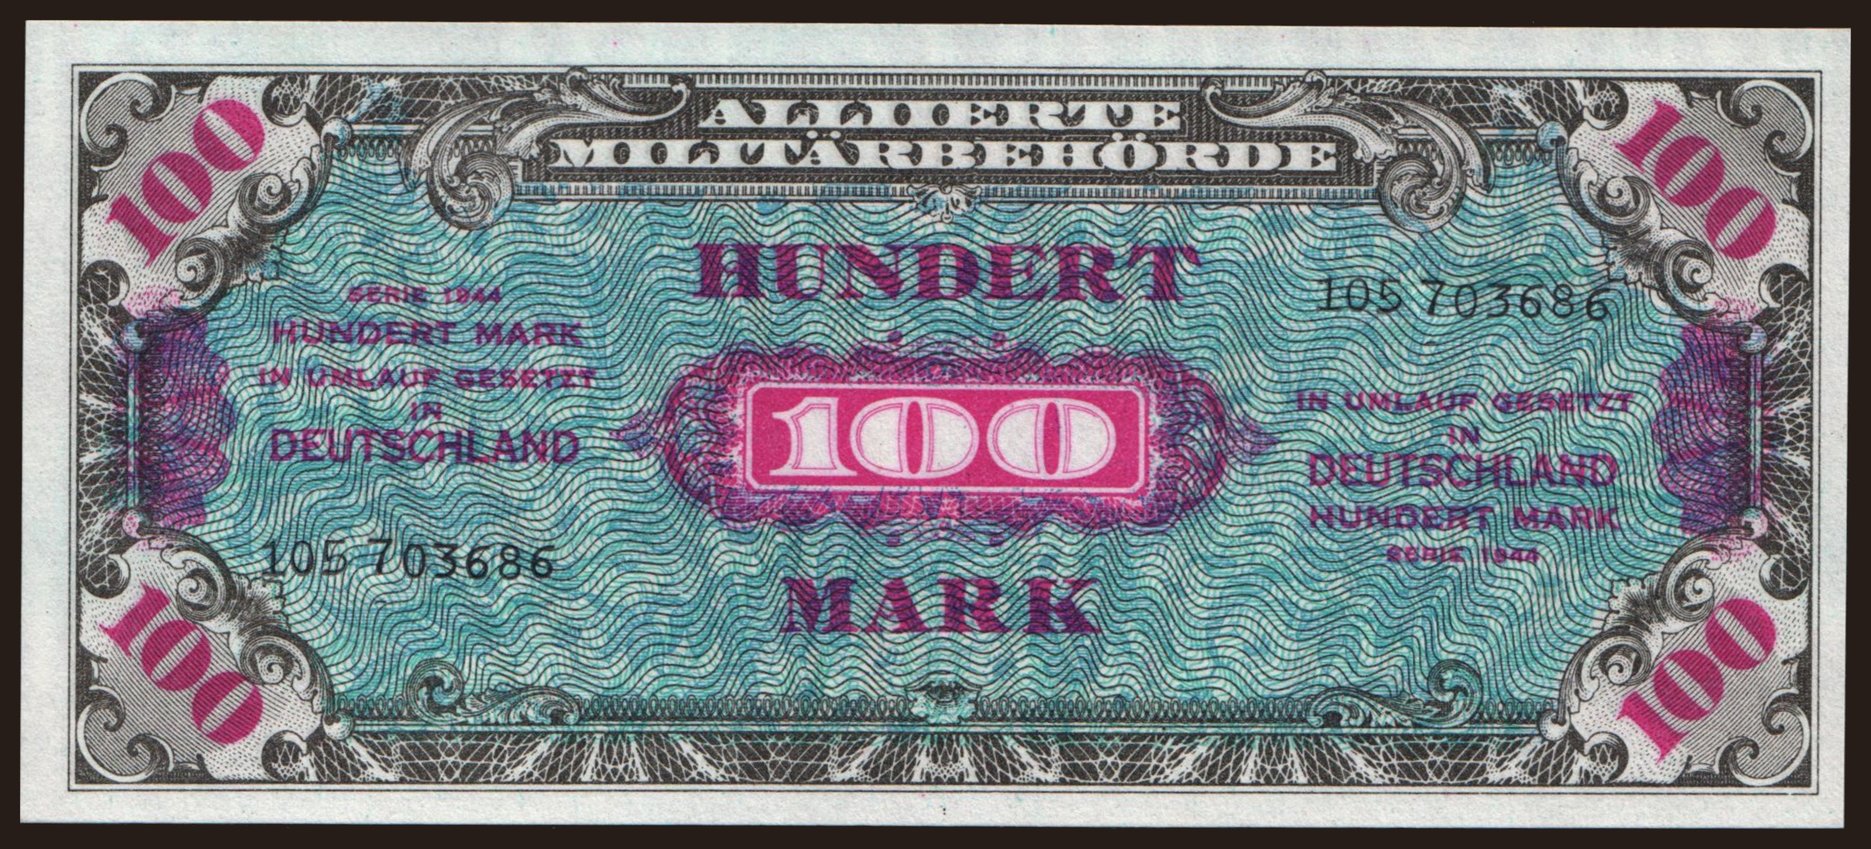 100
ALLIIERTE
MILITÄRBEHÖRDE
100
HUNDERT
SERIE 1944
HUNDERT MARK
IN UMLAUF GESETZT
IN
DEUTSCHLAND
105 703686
100
105 703686
IN UMLAUF GESETZT
IN
DEUTSCHLAND
HUNDERT MARK
SERIE 1944
MARK
100
100